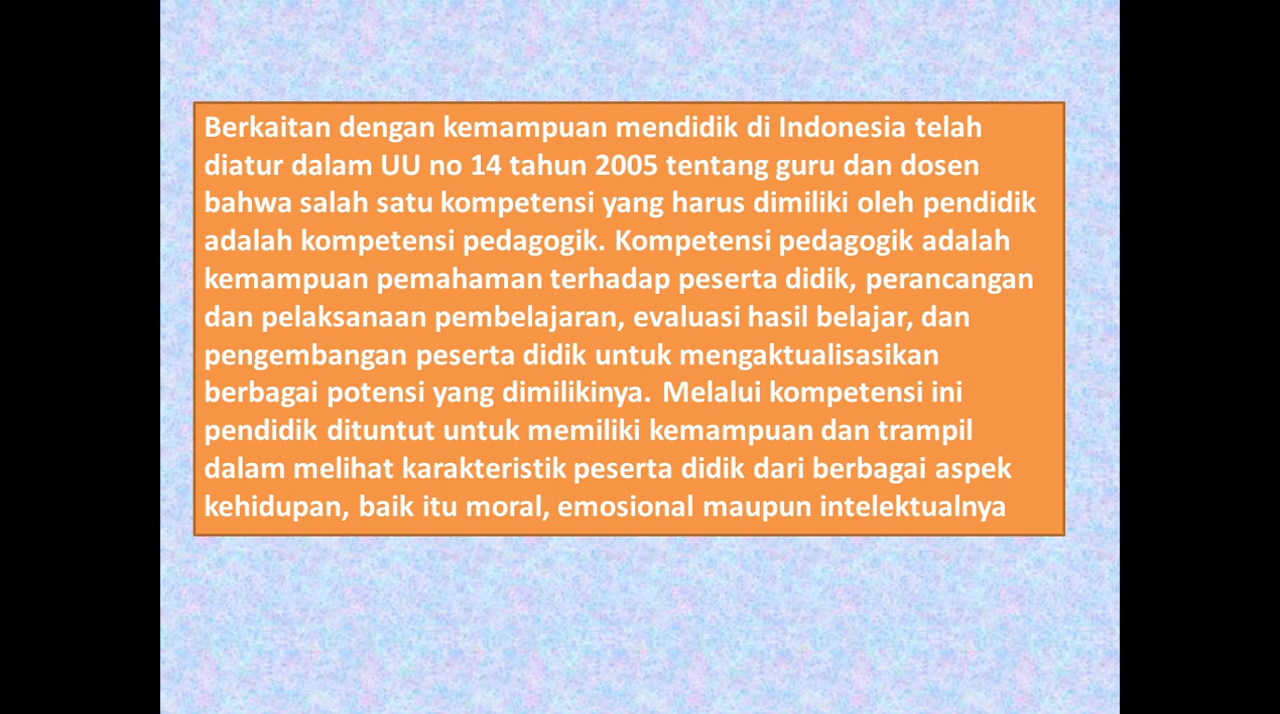 Berkaitan dengan kemampuan mendidik di Indonesia telah
diatur dalam UU no 14 tahun 2005 tentang guru dan dosen
bahwa salah satu kompetensi yang harus dimiliki oleh pendidik
adalah kompetensi pedagogik. Kompetensi pedagogik adalah
kemampuan pemahaman terhadap peserta didik, perancangan
dan pelaksanaan pembelajaran, evaluasi hasil belajar, dan
pengembangan peserta didik untuk mengaktualisasikan
berbagai potensi yang dimilikinya. Melalui kompetensi ini
pendidik dituntut untuk memiliki kemampuan dan trampil
dalam melihat karakteristik peserta didik dari berbagai aspek
kehidupan, baik itu moral, emosional maupun intelektualnya